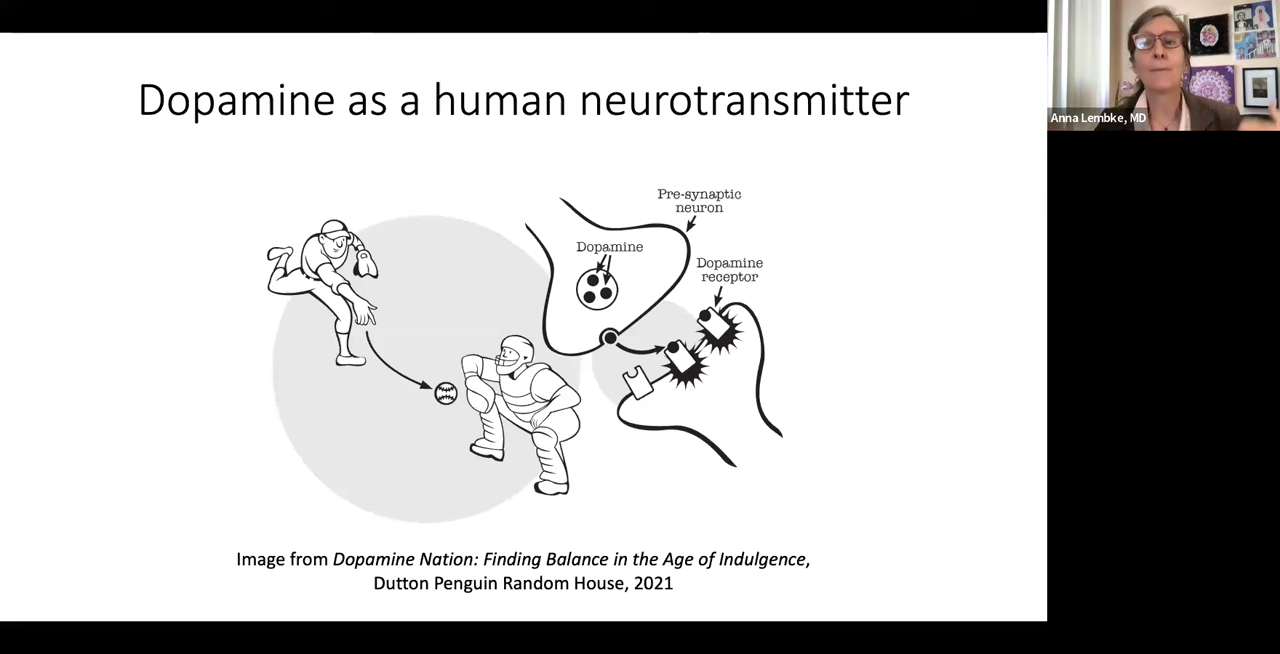 Dopamine as a human neurotransmitter
Anna Lembke, MD
Pre-synaptic
neuron
Dopamine
Dopamine
receptor
Image from Dopamine Nation: Finding Balance in the Age of Indulgence,
Dutton Penguin Random House, 2021